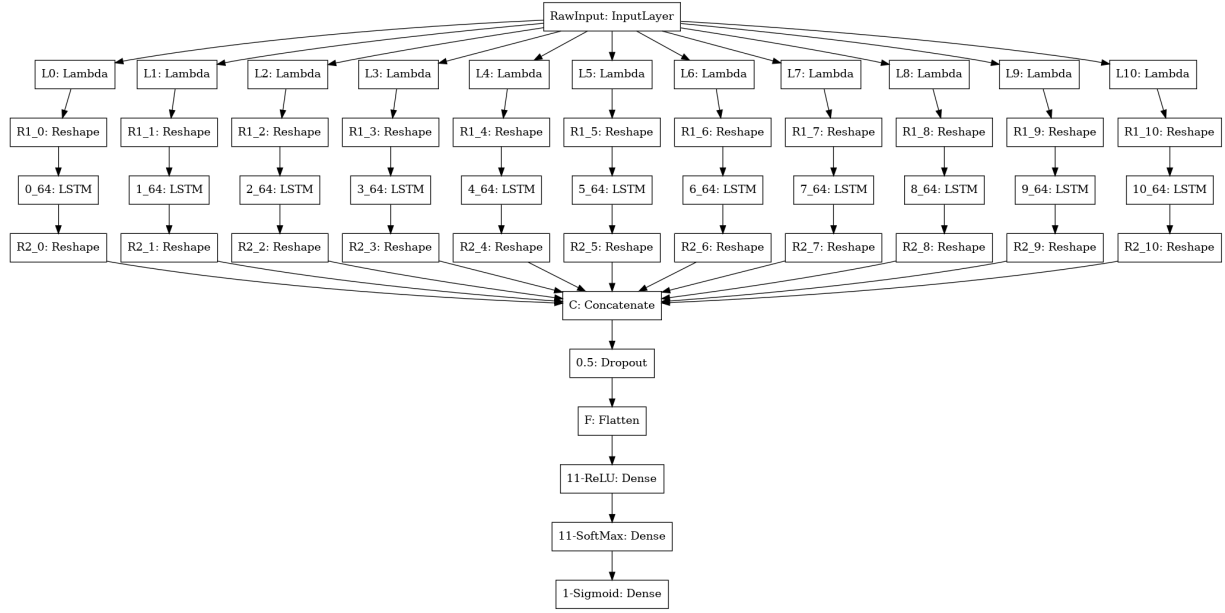 RawInput: InputLayer
L0: Lambda L1: Lambda L2: Lambda L3: Lambda L4: Lambda L5: Lambda L6: Lambda L7: Lambda L8: Lambda L9: Lambda L10: Lambda
R1_0: Reshape R1_1: Reshape R1_2: Reshape R1_3: Reshape R1_4: Reshape R1_5: Reshape R1_6: Reshape R1_7: Reshape R1_8: Reshape R1_9: Reshape R1_10: Reshape
0_64: LSTM 1_64: LSTM 2_64: LSTM 3_64: LSTM 4_64: LSTM 5_64: LSTM 6_64: LSTM 7_64: LSTM 8_64: LSTM 9_64: LSTM 10_64: LSTM
R2_0: Reshape R2_1: Reshape R2_2: Reshape R2_3: Reshape R2_4: Reshape R2_5: Reshape R2_6: Reshape R2_7: Reshape R2_8: Reshape R2_9: Reshape R2_10: Reshape
C: Concatenate
0.5: Dropout
F: Flatten
11-ReLU: Dense
11-SoftMax: Dense
1-Sigmoid: Dense